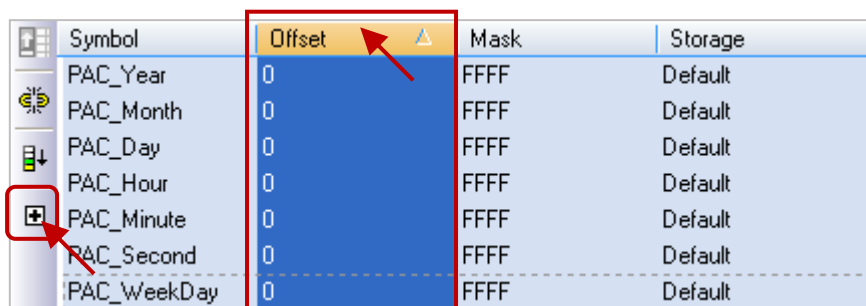 Symbol Offset Mask Storage
PAC_Year 0 FFFF Default
PAC_Month 0 FFFF Default
PAC_Day 0 FFFF Default
PAC_Hour 0 FFFF Default
PAC_Minute 0 FFFF Default
PAC_Second 0 FFFF Default
PAC_WeekDay 0 FFFF Default